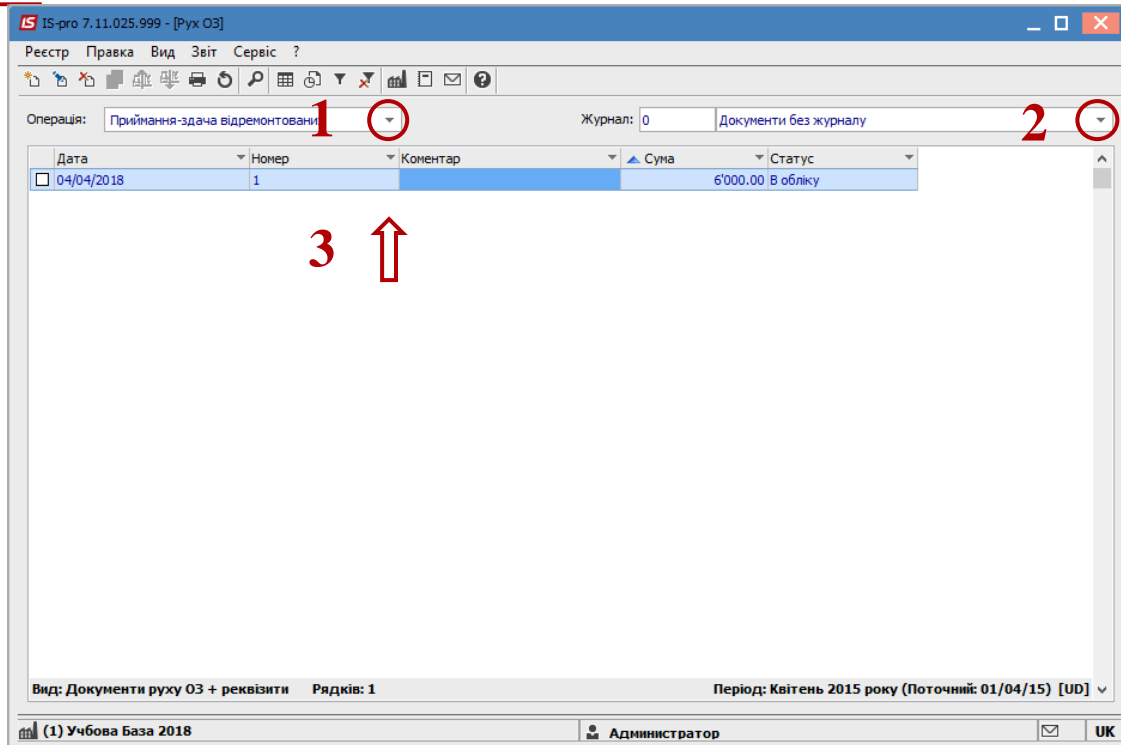 IS-pro 7.11.025.999 - [Рух ОЗ]
Реєстр Правка Вид Звіт Сервіс ?
Операція: Приймання-здача відремонтовани 1 Журнал: 0 Документи без журналу 2
Дата Номер Коментар Сума Статус
04/04/2018 1 6'000.00 В обліку
3
Вид: Документи руху ОЗ + реквізити Рядків: 1 Період: Квітень 2015 року (Поточний: 01/04/15) [UD]
(1) Учбова База 2018 Администратор UK